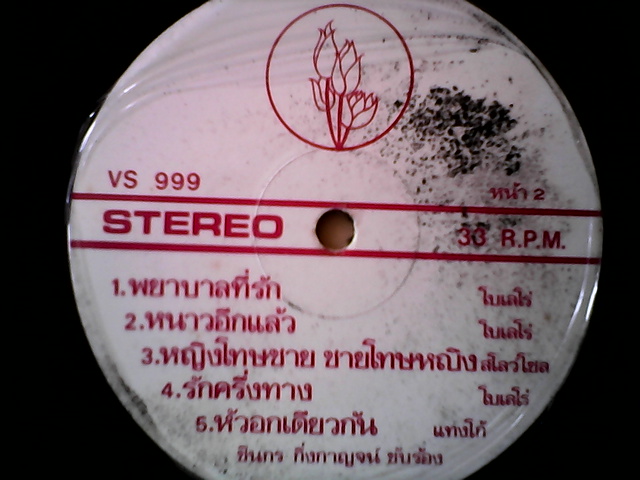 VS 999
หน้า 2
STEREO 33 R.P.M.
1.พยาบาลที่รัก โบเลโร่
2.หนาวอีกแล้ว โบเลโร่
3.หญิงโทษชาย ชายโทษหญิง สโลว์โซล
4.รักครึ่งทาง โบเลโร่
5.หัวอกเดียวกัน แทงโก้
ชินกร กิ่งกาญจน์ ขับร้อง